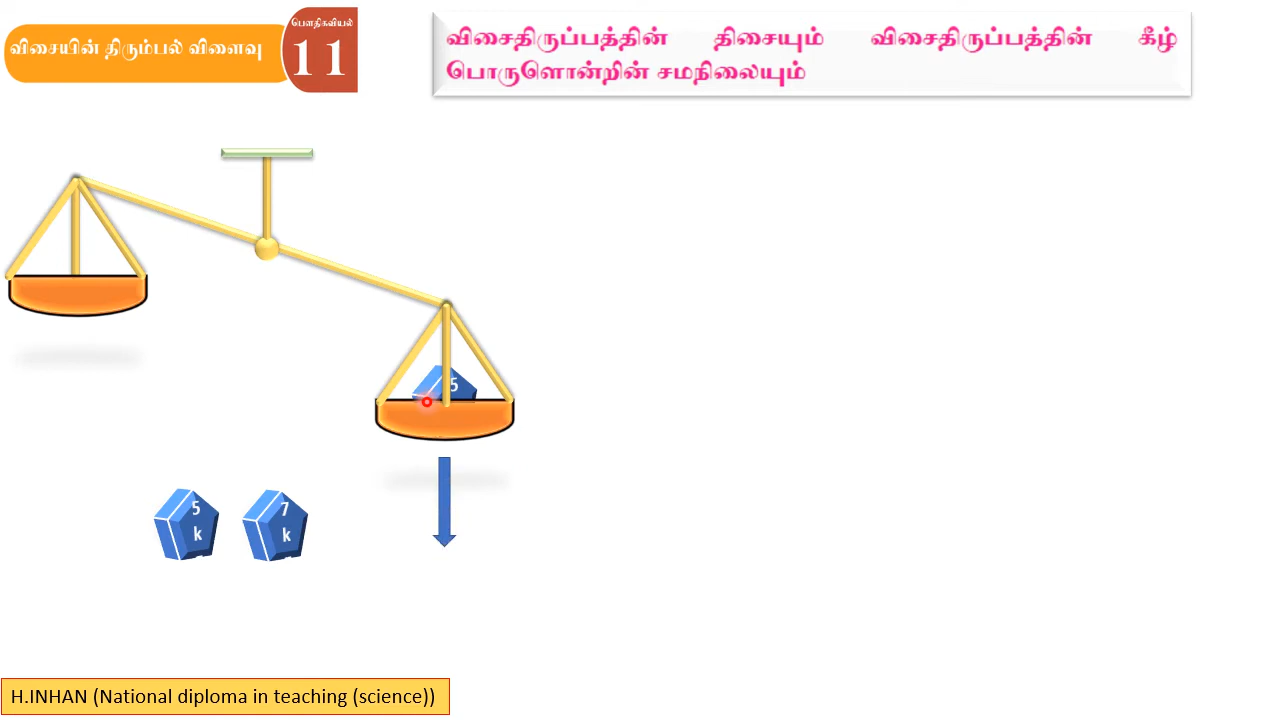 விசையின் திரும்பல் விளைவு
பௌதிகவியல்
11
விசைதிருப்பத்தின் திசையும் விசைதிருப்பத்தின் கீழ்
பொருளொன்றின் சமநிலையும்
5
5
k
7
k
H.INHAN (National diploma in teaching (science))